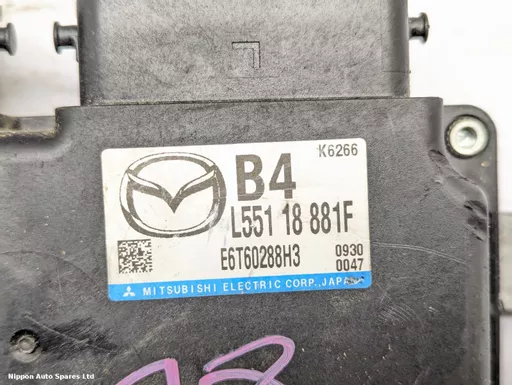 K6266
B4
L551 18 881F
E6T60288H3
0930
0047
MITSUBISHI ELECTRIC CORP., JAPAN
Nippon Auto Spares Ltd